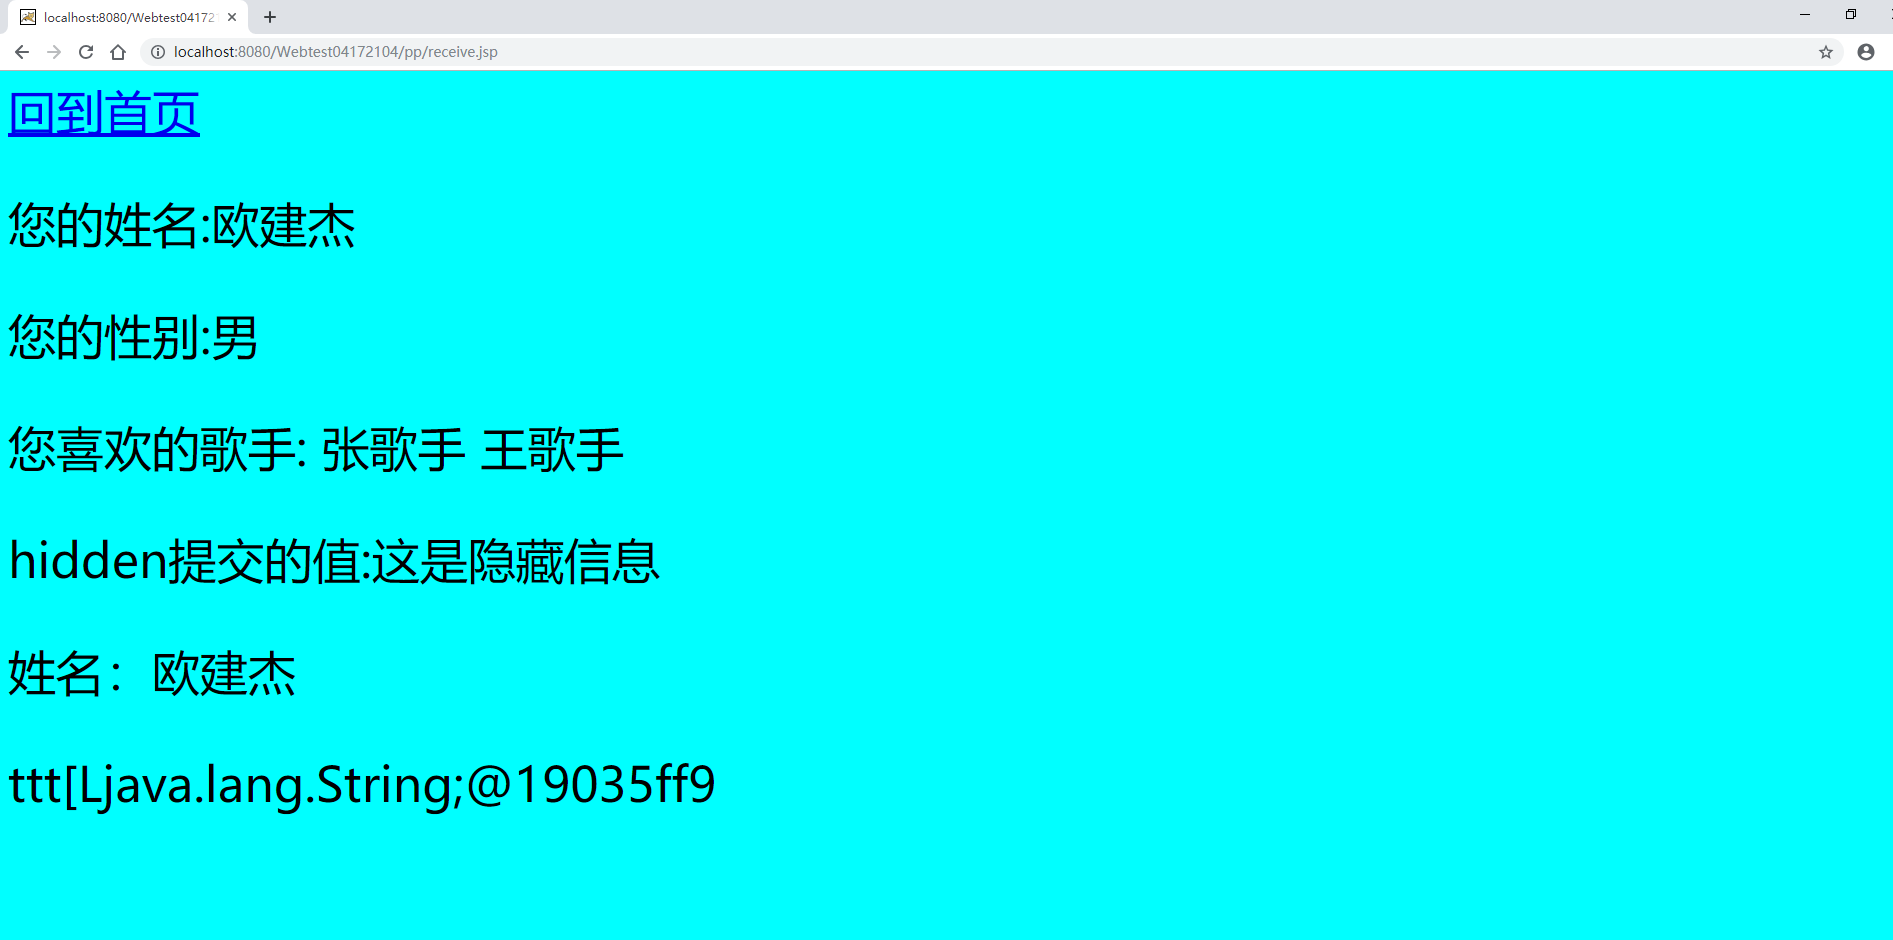 localhost:8080/Webtest041721
localhost:8080/Webtest04172104/pp/receive.jsp
回到首页
您的姓名:欧建杰
您的性别:男
您喜欢的歌手: 张歌手 王歌手
hidden提交的值:这是隐藏信息
姓名：欧建杰
ttt[Ljava.lang.String;@19035ff9